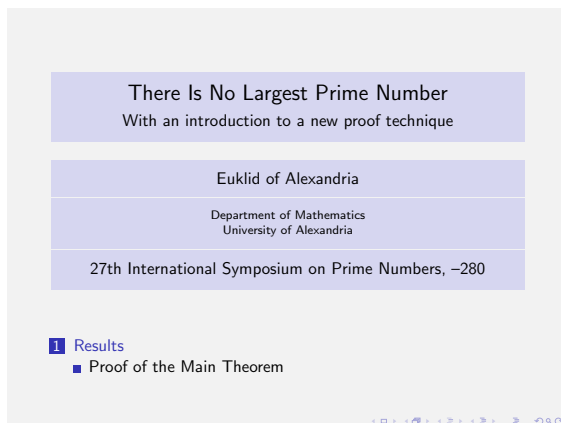 There Is No Largest Prime Number
With an introduction to a new proof technique
Euklid of Alexandria
Department of Mathematics
University of Alexandria
27th International Symposium on Prime Numbers, –280
1 Results
Proof of the Main Theorem